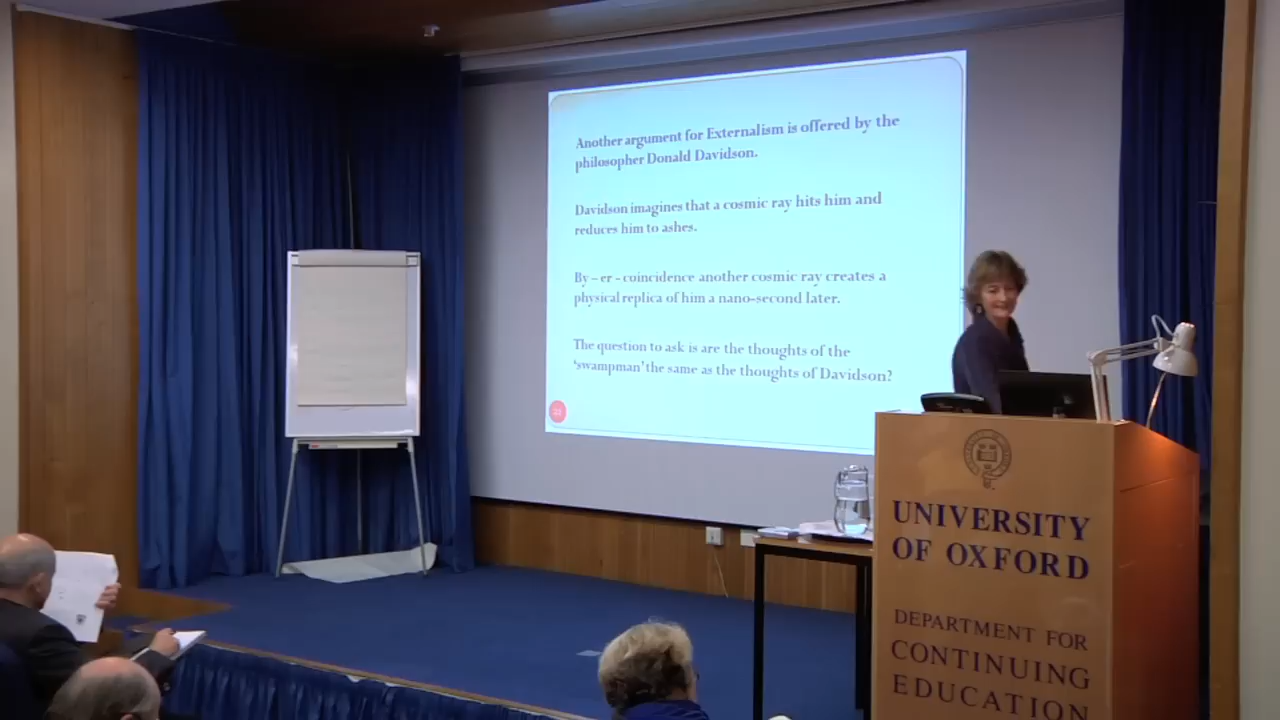 Another argument for Externalism is offered by the
philosopher Donald Davidson.
Davidson imagines that a cosmic ray hits him and
reduces him to ashes.
By – er - coincidence another cosmic ray creates a
physical replica of him a nano-second later.
The question to ask is are the thoughts of the
'swampman' the same as the thoughts of Davidson?
UNIVERSITY
OF OXFORD
DEPARTMENT FOR
CONTINUING
EDUCATION